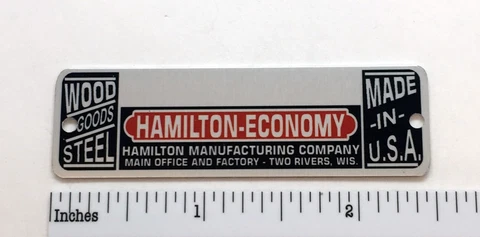 WOOD
GOODS
STEEL
HAMILTON-ECONOMY
HAMILTON MANUFACTURING COMPANY
MAIN OFFICE AND FACTORY - TWO RIVERS, WIS.
MADE
-IN-
U.S.A.
Inches
1
2